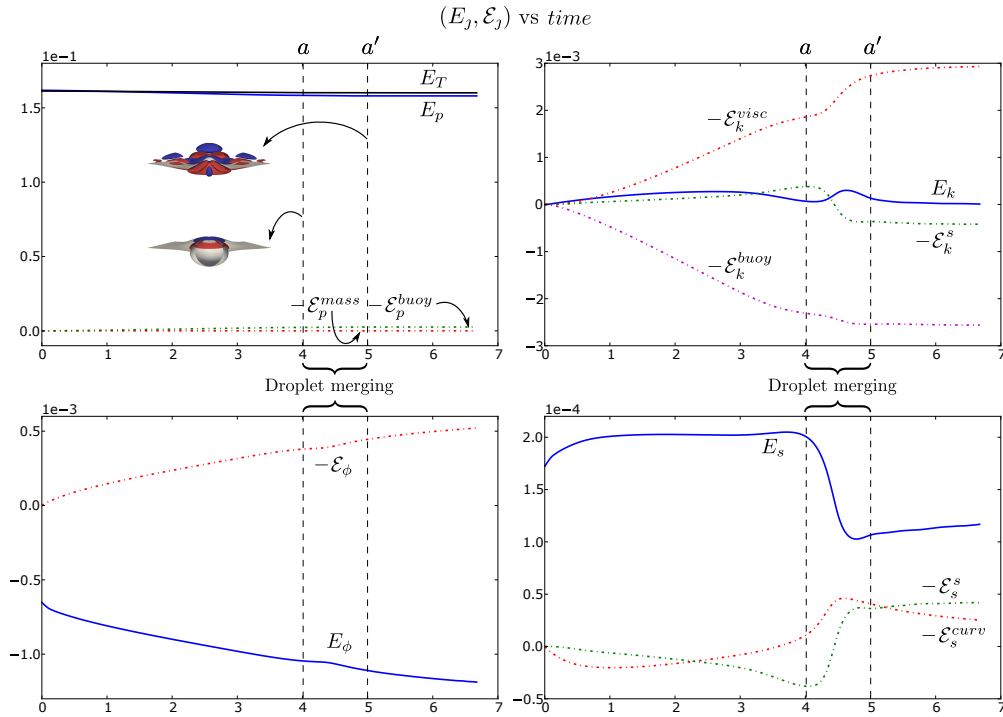 (E_j, ℰ_j) vs time
a a′ a a′
1e−1 1e−3
E_T
E_p
−ℰ_p^{mass} −ℰ_p^{buoy}
1.5
1.0
0.5
0.0
0 1 2 3 4 5 6 7
−ℰ_k^{visc}
E_k
−ℰ_k^s
−ℰ_k^{buoy}
3
2
1
0
−1
−2
−3
0 1 2 3 4 5 6 7
Droplet merging Droplet merging
1e−3 1e−4
−ℰ_ϕ
E_ϕ
0.5
0.0
−0.5
−1.0
0 1 2 3 4 5 6 7
E_s
−ℰ_s^s
−ℰ_s^{curv}
2.0
1.5
1.0
0.5
0.0
−0.5
0 1 2 3 4 5 6 7